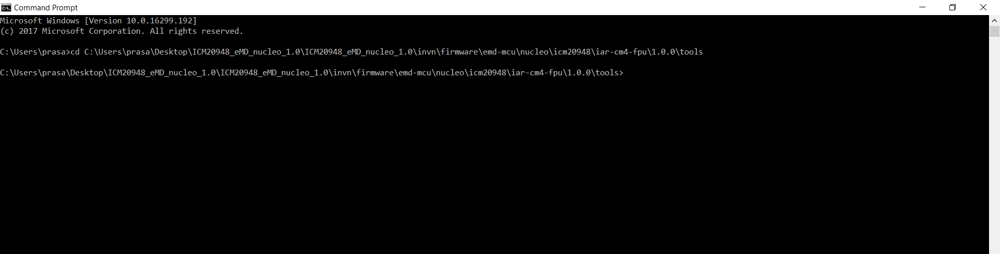 Command Prompt
Microsoft Windows [Version 10.0.16299.192]
(c) 2017 Microsoft Corporation. All rights reserved.
C:\Users\prasa>cd C:\Users\prasa\Desktop\ICM20948_eMD_nucleo_1.0\ICM20948_eMD_nucleo_1.0\invn\firmware\emd-mcu\nucleo\icm20948\iar-cm4-fpu\1.0.0\tools
C:\Users\prasa\Desktop\ICM20948_eMD_nucleo_1.0\ICM20948_eMD_nucleo_1.0\invn\firmware\emd-mcu\nucleo\icm20948\iar-cm4-fpu\1.0.0\tools>